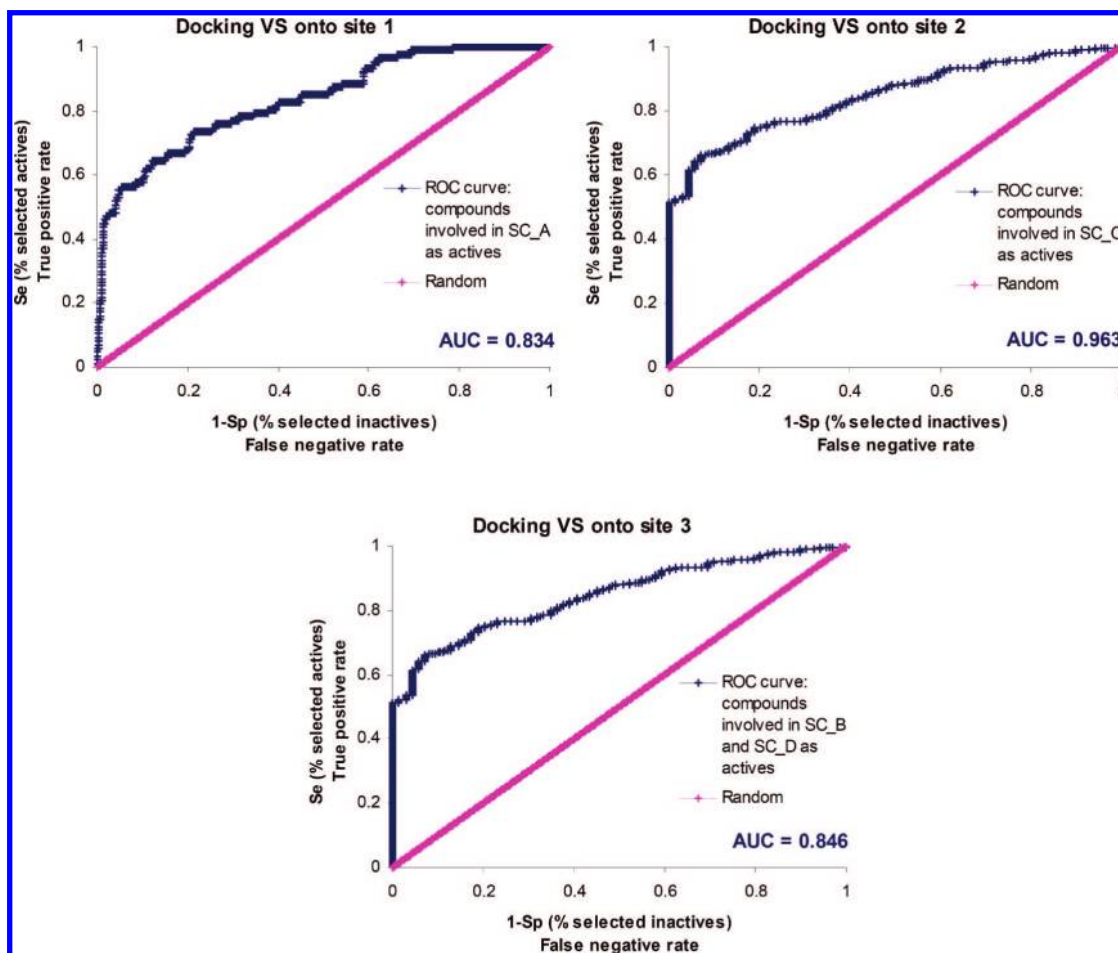 Docking VS onto site 1
Se (% selected actives)
True positive rate
1
0.8
0.6
0.4
0.2
0
0
0.2
0.4
0.6
0.8
1
ROC curve:
compounds
involved in SC_A
as actives
Random
AUC = 0.834
1-Sp (% selected inactives)
False negative rate
Docking VS onto site 2
Se (% selected actives)
True positive rate
1
0.8
0.6
0.4
0.2
0
0
0.2
0.4
0.6
0.8
1
ROC curve:
compounds
involved in SC_C
as actives
Random
AUC = 0.963
1-Sp (% selected inactives)
False negative rate
Docking VS onto site 3
Se (% selected actives)
True positive rate
1
0.8
0.6
0.4
0.2
0
0
0.2
0.4
0.6
0.8
1
ROC curve:
compounds
involved in SC_B
and SC_D as
actives
Random
AUC = 0.846
1-Sp (% selected inactives)
False negative rate